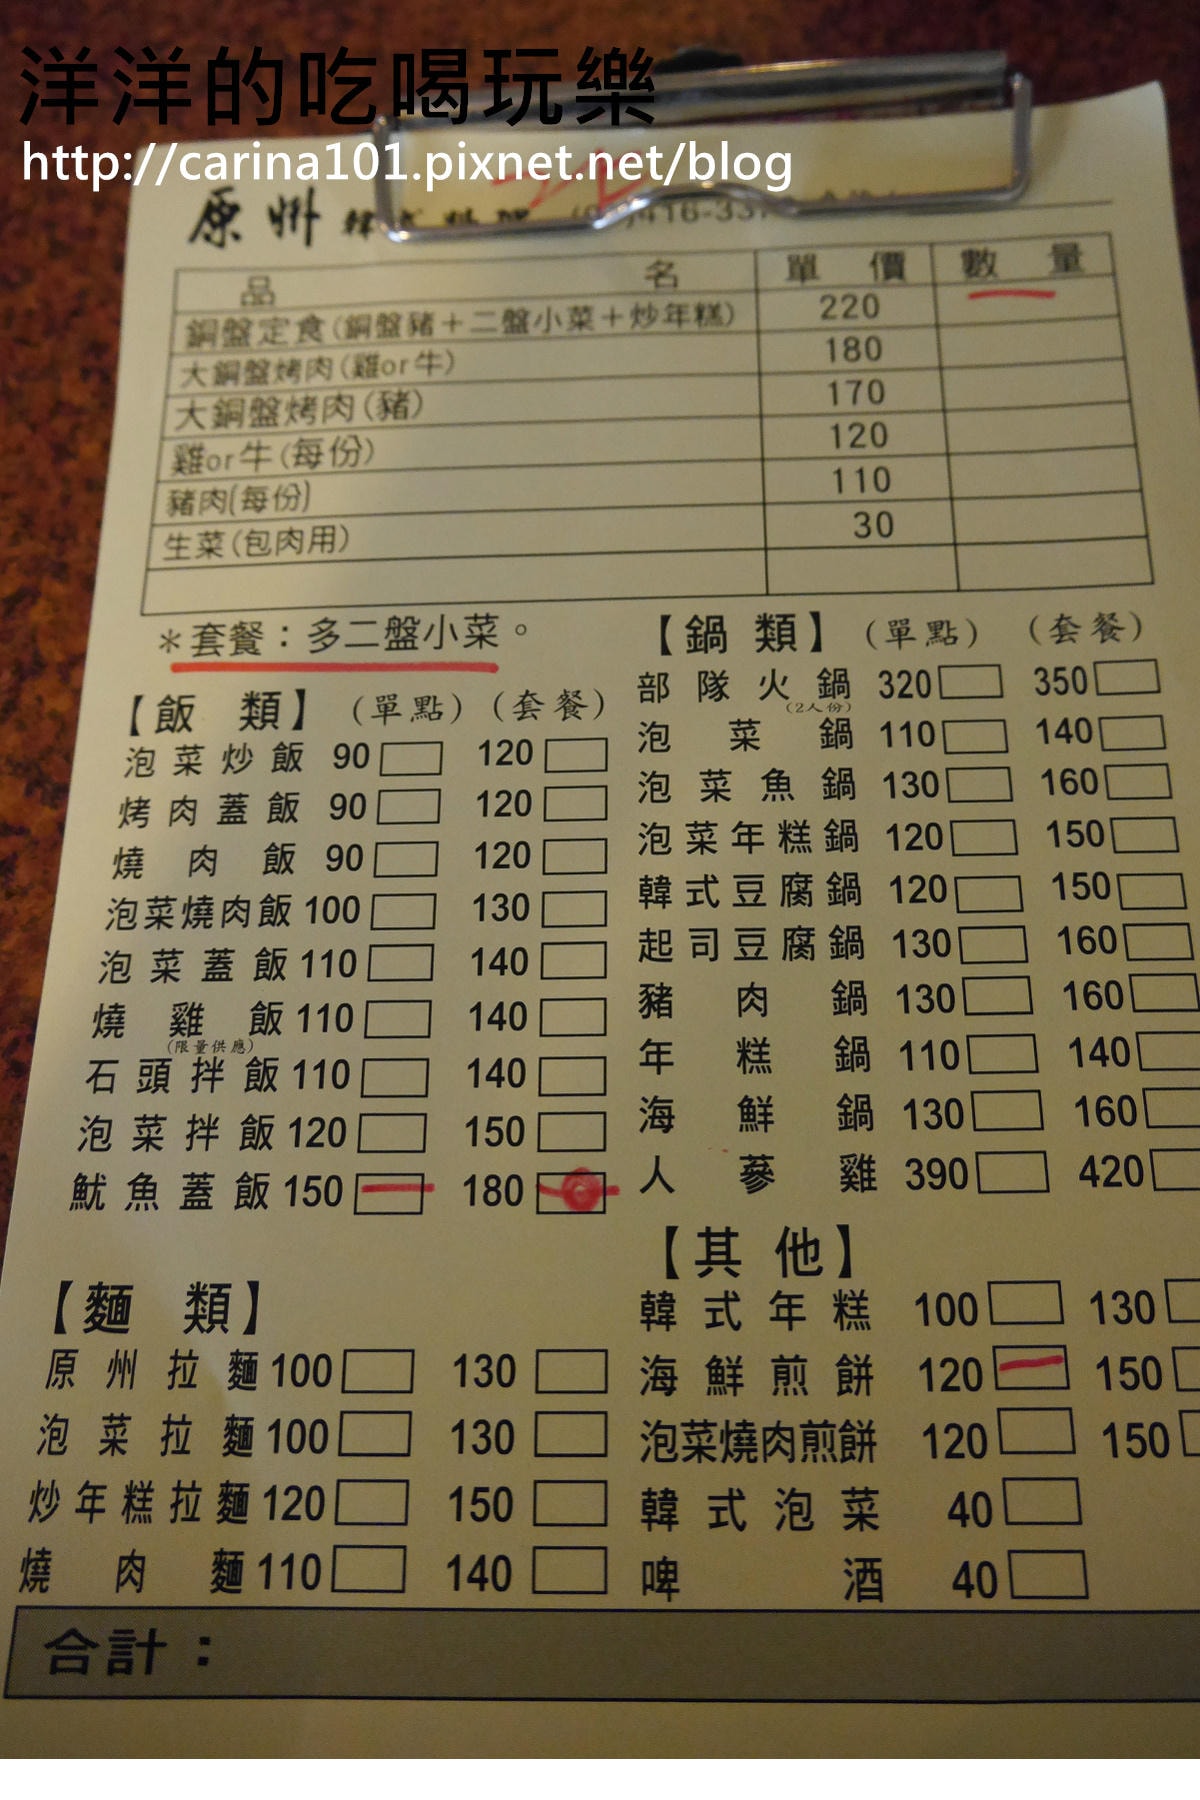 洋洋的吃喝玩樂
http://carina101.pixnet.net/blog
原州
品名 單價 數量
銅盤定食(銅盤豬+二盤小菜+炒年糕) 220
大銅盤烤肉(雞or牛) 180
大銅盤烤肉(豬) 170
雞or牛(每份) 120
豬肉(每份) 110
生菜(包肉用) 30
*套餐:多二盤小菜。
【飯類】 (單點) (套餐)
泡菜炒飯 90 120
烤肉蓋飯 90 120
燒肉飯 90 120
泡菜燒肉飯 100 130
泡菜蓋飯 110 140
燒雞飯 110 140
(限量供應)
石頭拌飯 110 140
泡菜拌飯 120 150
魷魚蓋飯 150 180
【麵類】
原州拉麵 100 130
泡菜拉麵 100 130
炒年糕拉麵 120 150
燒肉麵 110 140
【鍋類】 (單點) (套餐)
部隊火鍋 320 350
(2人份)
泡菜鍋 110 140
泡菜魚鍋 130 160
泡菜年糕鍋 120 150
韓式豆腐鍋 120 150
起司豆腐鍋 130 160
豬肉鍋 130 160
年糕鍋 110 140
海鮮鍋 130 160
人蔘雞 390 420
【其他】
韓式年糕 100 130
海鮮煎餅 120 150
泡菜燒肉煎餅 120 150
韓式泡菜 40
啤酒 40
合計: